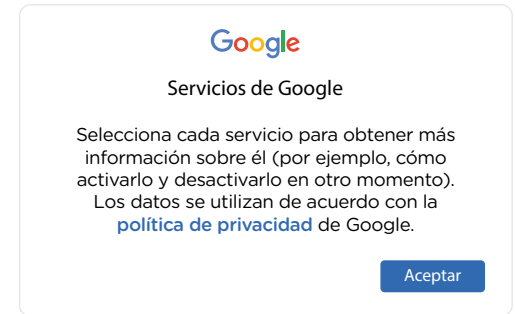 Google
Servicios de Google
Selecciona cada servicio para obtener más
información sobre él (por ejemplo, cómo
activarlo y desactivarlo en otro momento).
Los datos se utilizan de acuerdo con la
política de privacidad de Google.
Aceptar